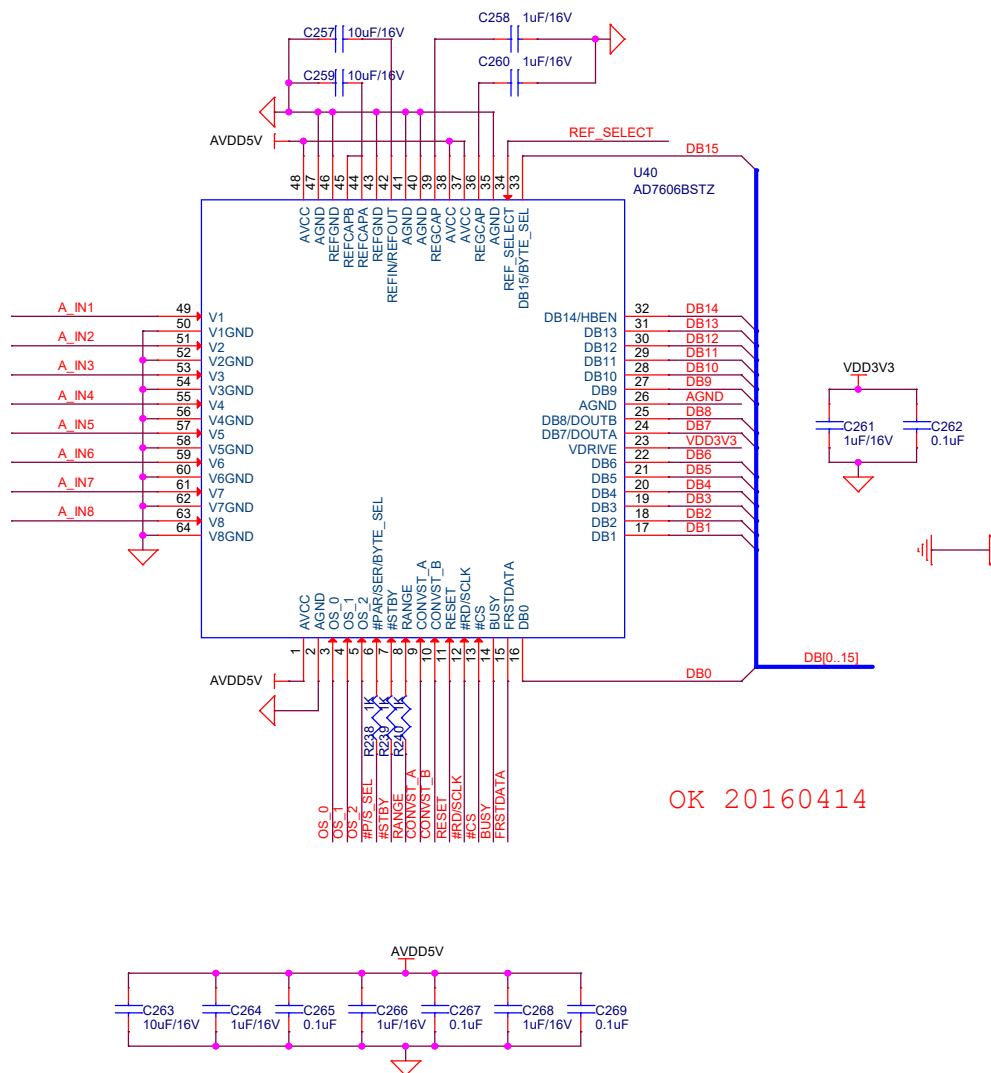 C257 10uF/16V
C258 1uF/16V
C259 10uF/16V
C260 1uF/16V
AVDD5V
REF_SELECT
DB15
U40
AD7606BSTZ
48 47 46 45 44 43 42 41 40 39 38 37 36 35 34 33
AVCC
AGND
REFGND
REFCAPB
REFCAPA
REFGND
REFIN/REFOUT
AGND
AGND
REGCAP
AVCC
AVCC
REGCAP
AGND
REF_SELECT
DB15/BYTE_SEL
A_IN1 49 V1
50 V1GND
A_IN2 51 V2
52 V2GND
A_IN3 53 V3
54 V3GND
A_IN4 55 V4
56 V4GND
A_IN5 57 V5
58 V5GND
A_IN6 59 V6
60 V6GND
A_IN7 61 V7
62 V7GND
A_IN8 63 V8
64 V8GND
DB14/HBEN 32 DB14
DB13 31 DB13
DB12 30 DB12
DB11 29 DB11
DB10 28 DB10
DB9 27 DB9
AGND 26 AGND
DB8/DOUTB 25 DB8
DB7/DOUTA 24 DB7
VDRIVE 23 VDD3V3
DB6 22 DB6
DB5 21 DB5
DB4 20 DB4
DB3 19 DB3
DB2 18 DB2
DB1 17 DB1
VDD3V3
C261
1uF/16V
C262
0.1uF
AVCC
AGND
OS_0
OS_1
OS_2
#PAR/SER/BYTE_SEL
#STBY
RANGE
CONVST_A
CONVST_B
RESET
#RD/SCLK
#CS
BUSY
FRSTDATA
DB0
1 2 3 4 5 6 7 8 9 10 11 12 13 14 15 16
AVDD5V
DB0
DB[0..15]
R238 1K
R239 1K
R240 1K
OS_0
OS_1
OS_2
#P/S_SEL
#STBY
RANGE
CONVST_A
CONVST_B
RESET
#RD/SCLK
#CS
BUSY
FRSTDATA
OK 20160414
AVDD5V
C263
10uF/16V
C264
1uF/16V
C265
0.1uF
C266
1uF/16V
C267
0.1uF
C268
1uF/16V
C269
0.1uF